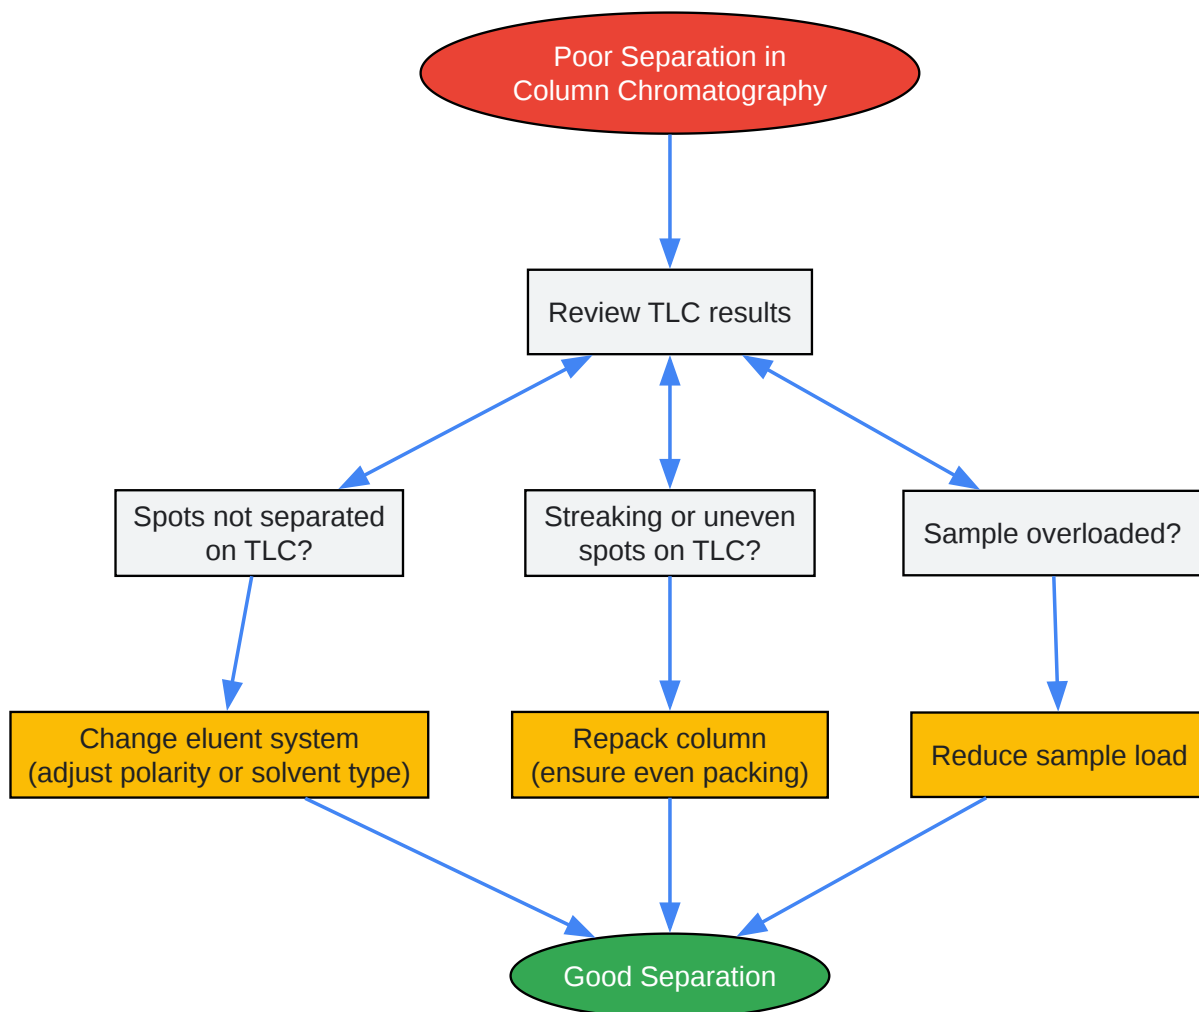 Poor Separation in
Column Chromatography
Review TLC results
Spots not separated
on TLC?
Streaking or uneven
spots on TLC?
Sample overloaded?
Change eluent system
(adjust polarity or solvent type)
Repack column
(ensure even packing)
Reduce sample load
Good Separation